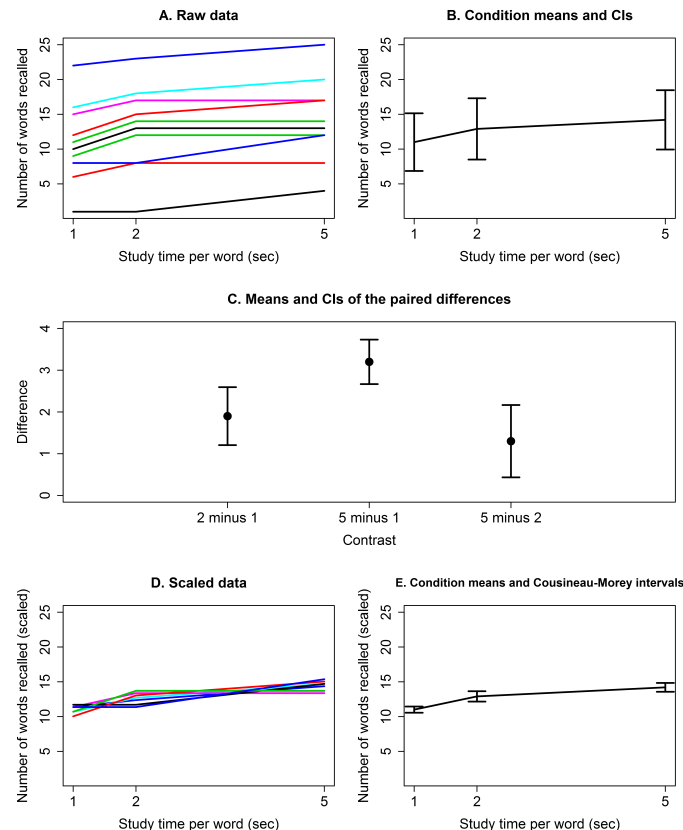 A. Raw data
Number of words recalled
25
20
15
10
5
1 2 5
Study time per word (sec)
B. Condition means and CIs
Number of words recalled
25
20
15
10
5
1 2 5
Study time per word (sec)
C. Means and CIs of the paired differences
Difference
4
3
2
1
0
2 minus 1 5 minus 1 5 minus 2
Contrast
D. Scaled data
Number of words recalled (scaled)
25
20
15
10
5
1 2 5
Study time per word (sec)
E. Condition means and Cousineau-Morey intervals
Number of words recalled (scaled)
25
20
15
10
5
1 2 5
Study time per word (sec)